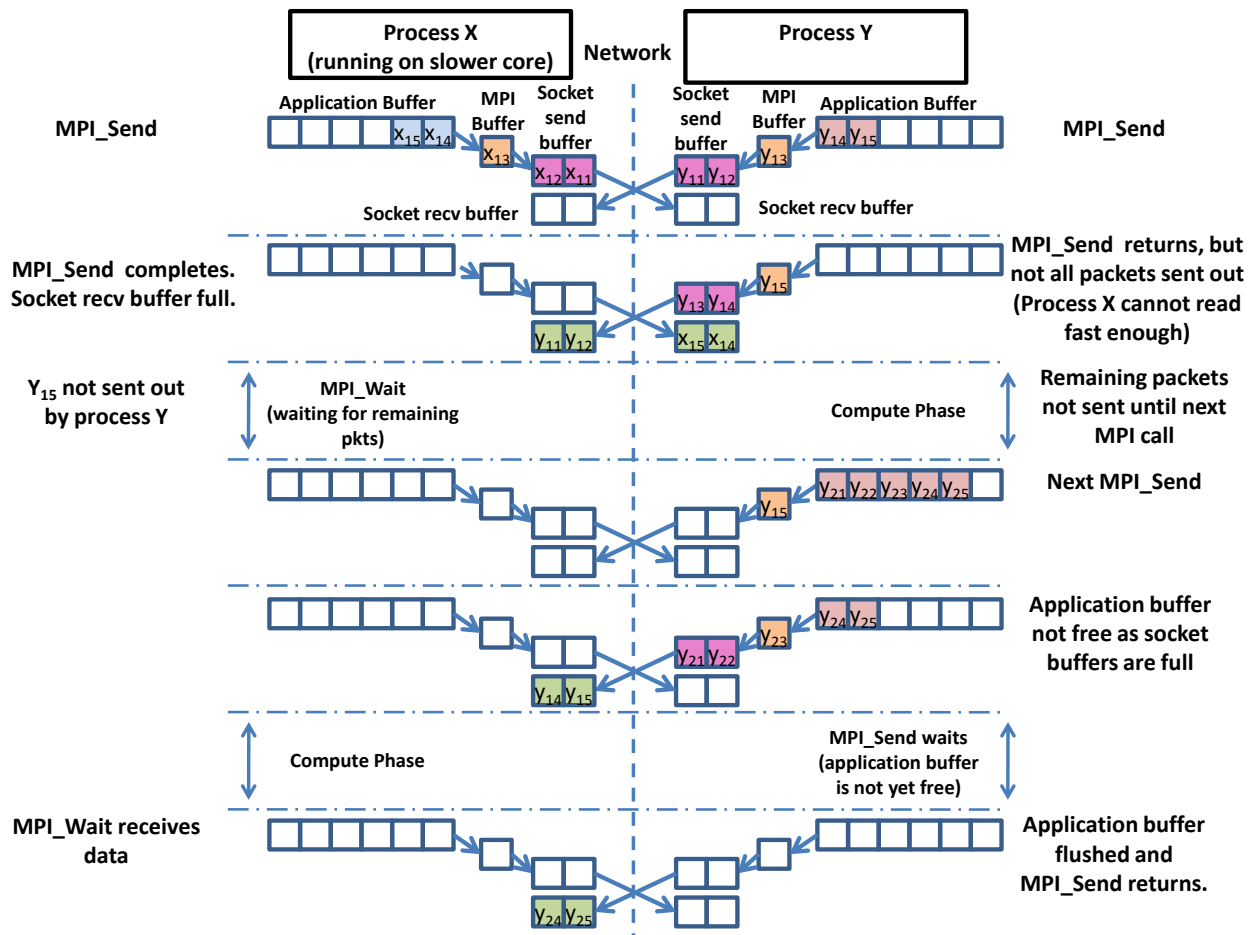 Process X
(running on slower core)
Network
Process Y
Application Buffer
MPI
Buffer
Socket
send
buffer
Socket
send
buffer
MPI
Buffer
Application Buffer
MPI_Send
x15 x14
x13
x12 x11
y11 y12
y13
y14 y15
MPI_Send
Socket recv buffer
Socket recv buffer
MPI_Send completes.
Socket recv buffer full.
y11 y12
y13 y14
y15
x15 x14
MPI_Send returns, but
not all packets sent out
(Process X cannot read
fast enough)
Y15 not sent out
by process Y
MPI_Wait
(waiting for remaining
pkts)
Compute Phase
Remaining packets
not sent until next
MPI call
y15
y21 y22 y23 y24 y25
Next MPI_Send
y14 y15
y21 y22
y23
y24 y25
Application buffer
not free as socket
buffers are full
Compute Phase
MPI_Send waits
(application buffer
is not yet free)
MPI_Wait receives
data
y24 y25
Application buffer
flushed and
MPI_Send returns.